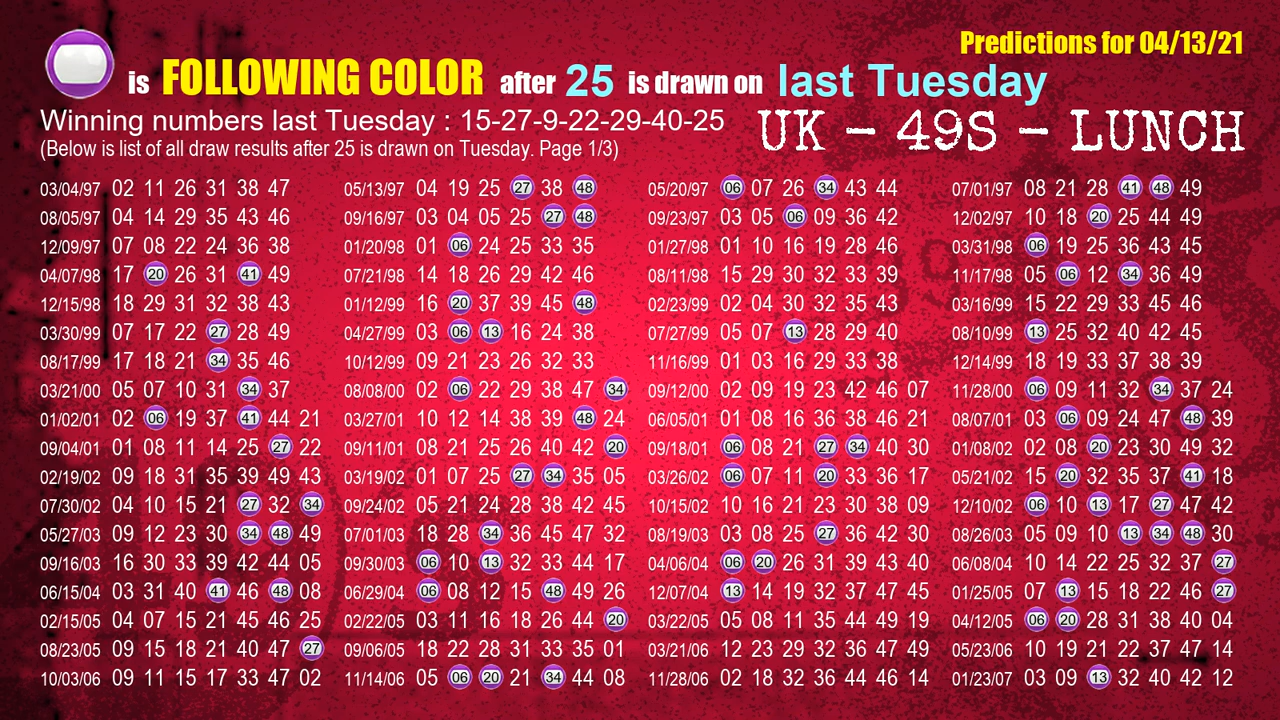 Predictions for 04/13/21
is FOLLOWING COLOR after 25 is drawn on last Tuesday
Winning numbers last Tuesday : 15-27-9-22-29-40-25
UK - 49S - LUNCH
(Below is list of all draw results after 25 is drawn on Tuesday. Page 1/3)
03/04/97 02 11 26 31 38 47 05/13/97 04 19 25 27 38 48 05/20/97 06 07 26 34 43 44 07/01/97 08 21 28 41 48 49
08/05/97 04 14 29 35 43 46 09/16/97 03 04 05 25 27 48 09/23/97 03 05 06 09 36 42 12/02/97 10 18 20 25 44 49
12/09/97 07 08 22 24 36 38 01/20/98 01 06 24 25 33 35 01/27/98 01 10 16 19 28 46 03/31/98 06 19 25 36 43 45
04/07/98 17 20 26 31 41 49 07/21/98 14 18 26 29 42 46 08/11/98 15 29 30 32 33 39 11/17/98 05 06 12 34 36 49
12/15/98 18 29 31 32 38 43 01/12/99 16 20 37 39 45 48 02/23/99 02 04 30 32 35 43 03/16/99 15 22 29 33 45 46
03/30/99 07 17 22 27 28 49 04/27/99 03 06 13 16 24 38 07/27/99 05 07 13 28 29 40 08/10/99 13 25 32 40 42 45
08/17/99 17 18 21 34 35 46 10/12/99 09 21 23 26 32 33 11/16/99 01 03 16 29 33 38 12/14/99 18 19 33 37 38 39
03/21/00 05 07 10 31 34 37 08/08/00 02 06 22 29 38 47 34 09/12/00 02 09 19 23 42 46 07 11/28/00 06 09 11 32 34 37 24
01/02/01 02 06 19 37 41 44 21 03/27/01 10 12 14 38 39 48 24 06/05/01 01 08 16 36 38 46 21 08/07/01 03 06 09 24 47 48 39
09/04/01 01 08 11 14 25 27 22 09/11/01 08 21 25 26 40 42 20 09/18/01 06 08 21 27 34 40 30 01/08/02 02 08 20 23 30 49 32
02/19/02 09 18 31 35 39 49 43 03/19/02 01 07 25 27 34 35 05 03/26/02 06 07 11 20 33 36 17 05/21/02 15 20 32 35 37 41 18
07/30/02 04 10 15 21 27 32 34 09/24/02 05 21 24 28 38 42 45 10/15/02 10 16 21 23 30 38 09 12/10/02 06 10 13 17 27 47 42
05/27/03 09 12 23 30 34 48 49 07/01/03 18 28 34 36 45 47 32 08/19/03 03 08 25 27 36 42 30 08/26/03 05 09 10 13 34 48 30
09/16/03 16 30 33 39 42 44 05 09/30/03 06 10 13 32 33 44 17 04/06/04 06 20 26 31 39 43 40 06/08/04 10 14 22 25 32 37 27
06/15/04 03 31 40 41 46 48 08 06/29/04 06 08 12 15 48 49 26 12/07/04 13 14 19 32 37 47 45 01/25/05 07 13 15 18 22 46 27
02/15/05 04 07 15 21 45 46 25 02/22/05 03 11 16 18 26 44 20 03/22/05 05 08 11 35 44 49 19 04/12/05 06 20 28 31 38 40 04
08/23/05 09 15 18 21 40 47 27 09/06/05 18 22 28 31 33 35 01 03/21/06 12 23 29 32 36 47 49 05/23/06 10 19 21 22 37 47 14
10/03/06 09 11 15 17 33 47 02 11/14/06 05 06 20 21 34 44 08 11/28/06 02 18 32 36 44 46 14 01/23/07 03 09 13 32 40 42 12